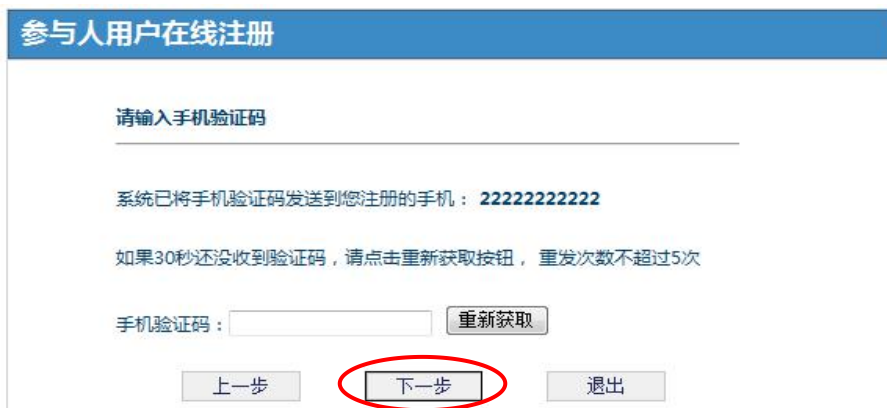 参与人用户在线注册
请输入手机验证码
系统已将手机验证码发送到您注册的手机：22222222222
如果30秒还没收到验证码，请点击重新获取按钮， 重发次数不超过5次
手机验证码： 重新获取
上一步 下一步 退出